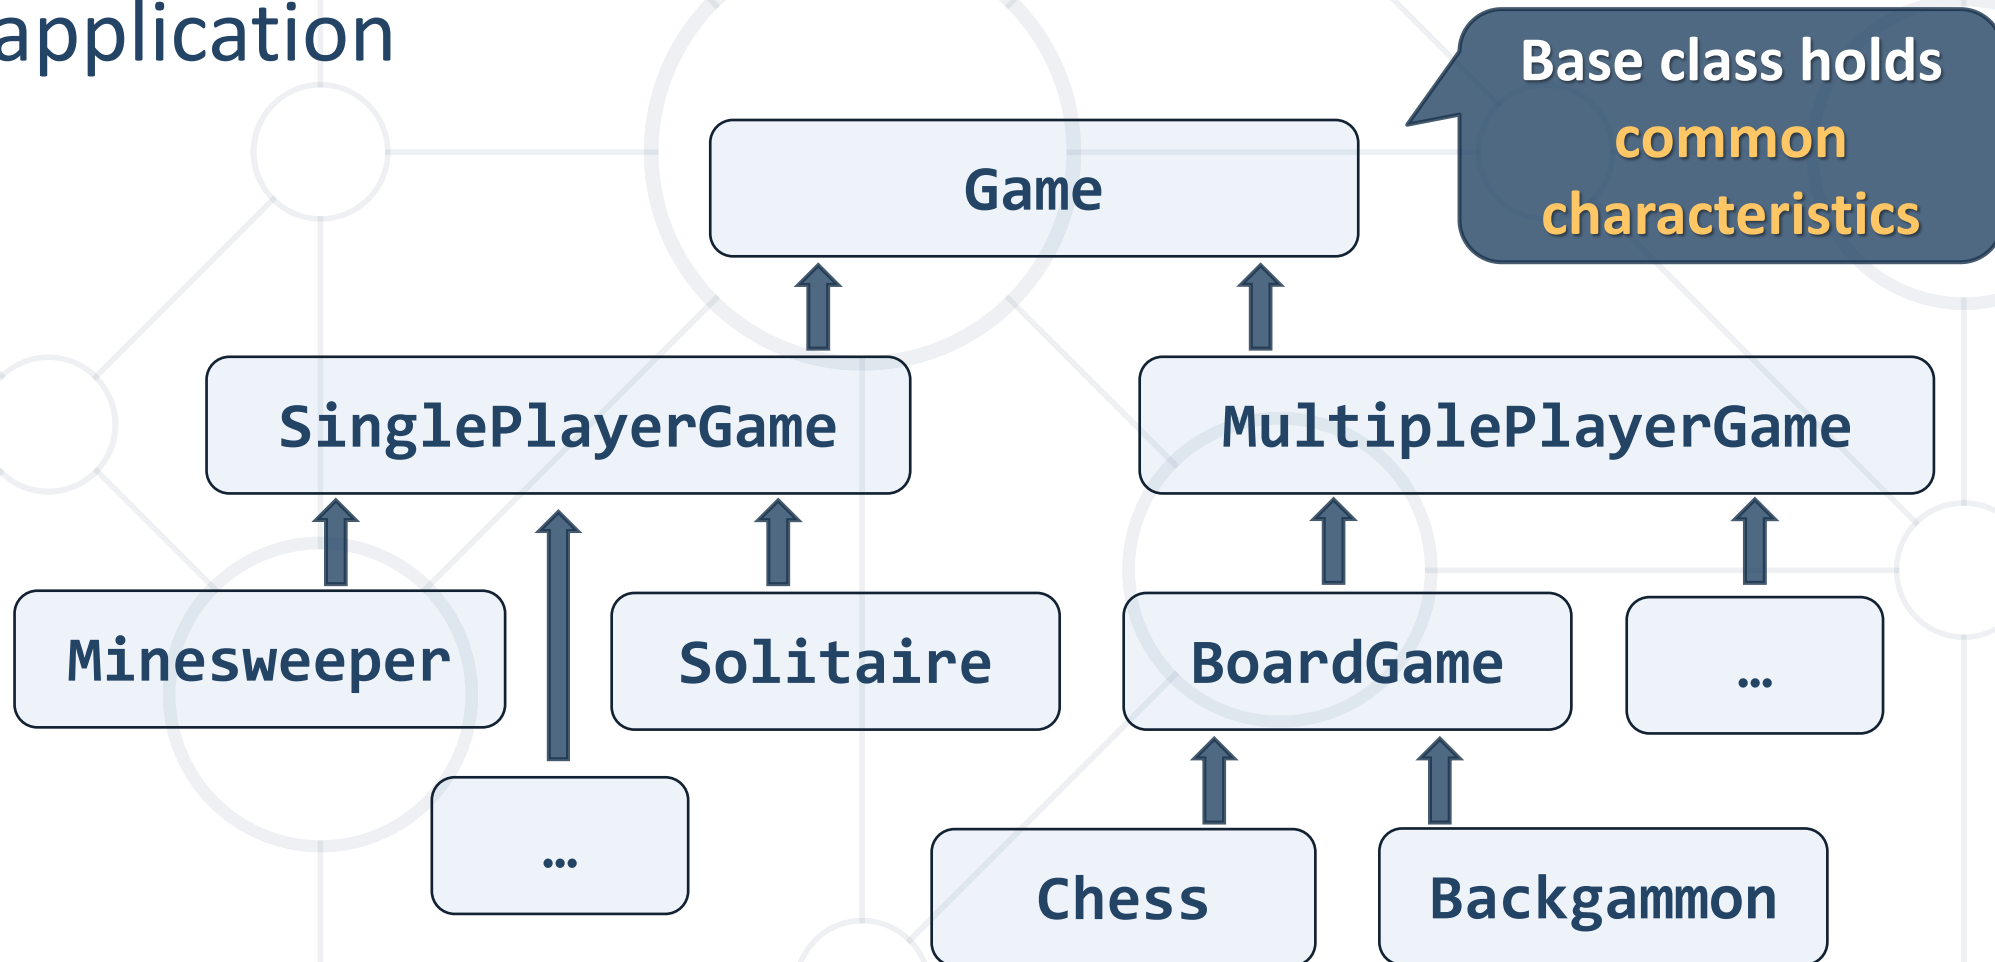 application
Base class holds
common
characteristics
Game
SinglePlayerGame
MultiplePlayerGame
Minesweeper
Solitaire
BoardGame
…
…
Chess
Backgammon